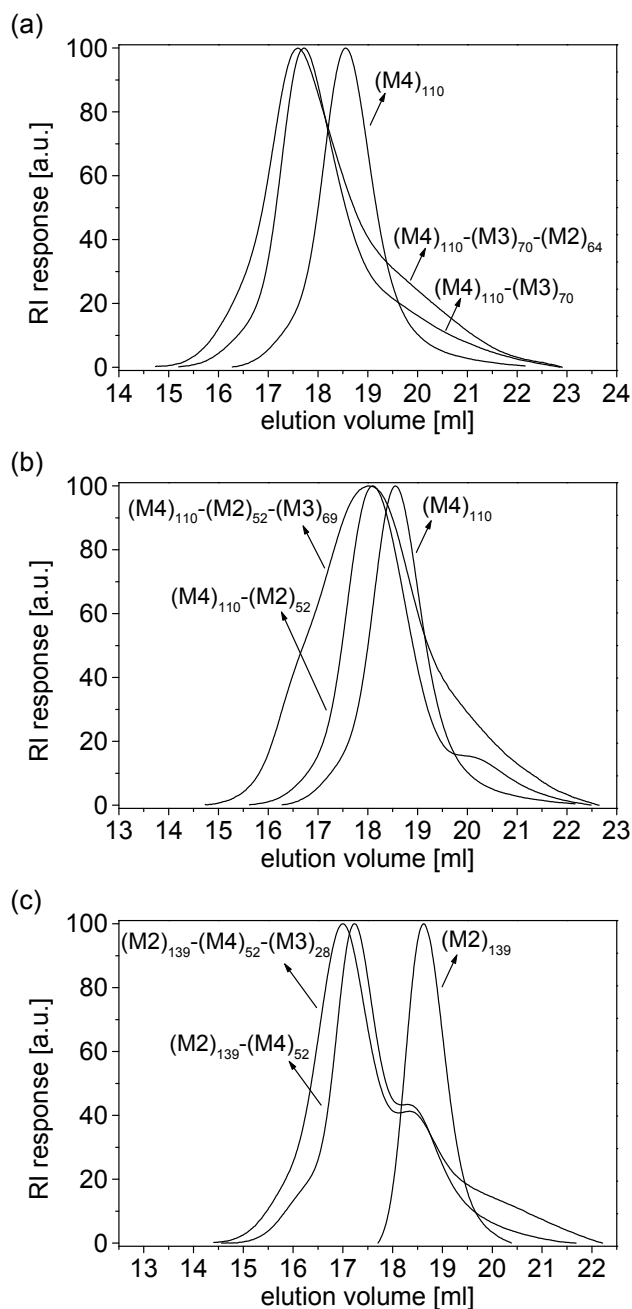 (a)
100
80
60
40
20
0
RI response [a.u.]
(M4)₁₁₀
(M4)₁₁₀-(M3)₇₀-(M2)₆₄
(M4)₁₁₀-(M3)₇₀
14 15 16 17 18 19 20 21 22 23 24
elution volume [ml]
(b)
100
80
60
40
20
0
RI response [a.u.]
(M4)₁₁₀-(M2)₅₂-(M3)₆₉
(M4)₁₁₀
(M4)₁₁₀-(M2)₅₂
13 14 15 16 17 18 19 20 21 22 23
elution volume [ml]
(c)
100
80
60
40
20
0
RI response [a.u.]
(M2)₁₃₉-(M4)₅₂-(M3)₂₈
(M2)₁₃₉
(M2)₁₃₉-(M4)₅₂
13 14 15 16 17 18 19 20 21 22
elution volume [ml]